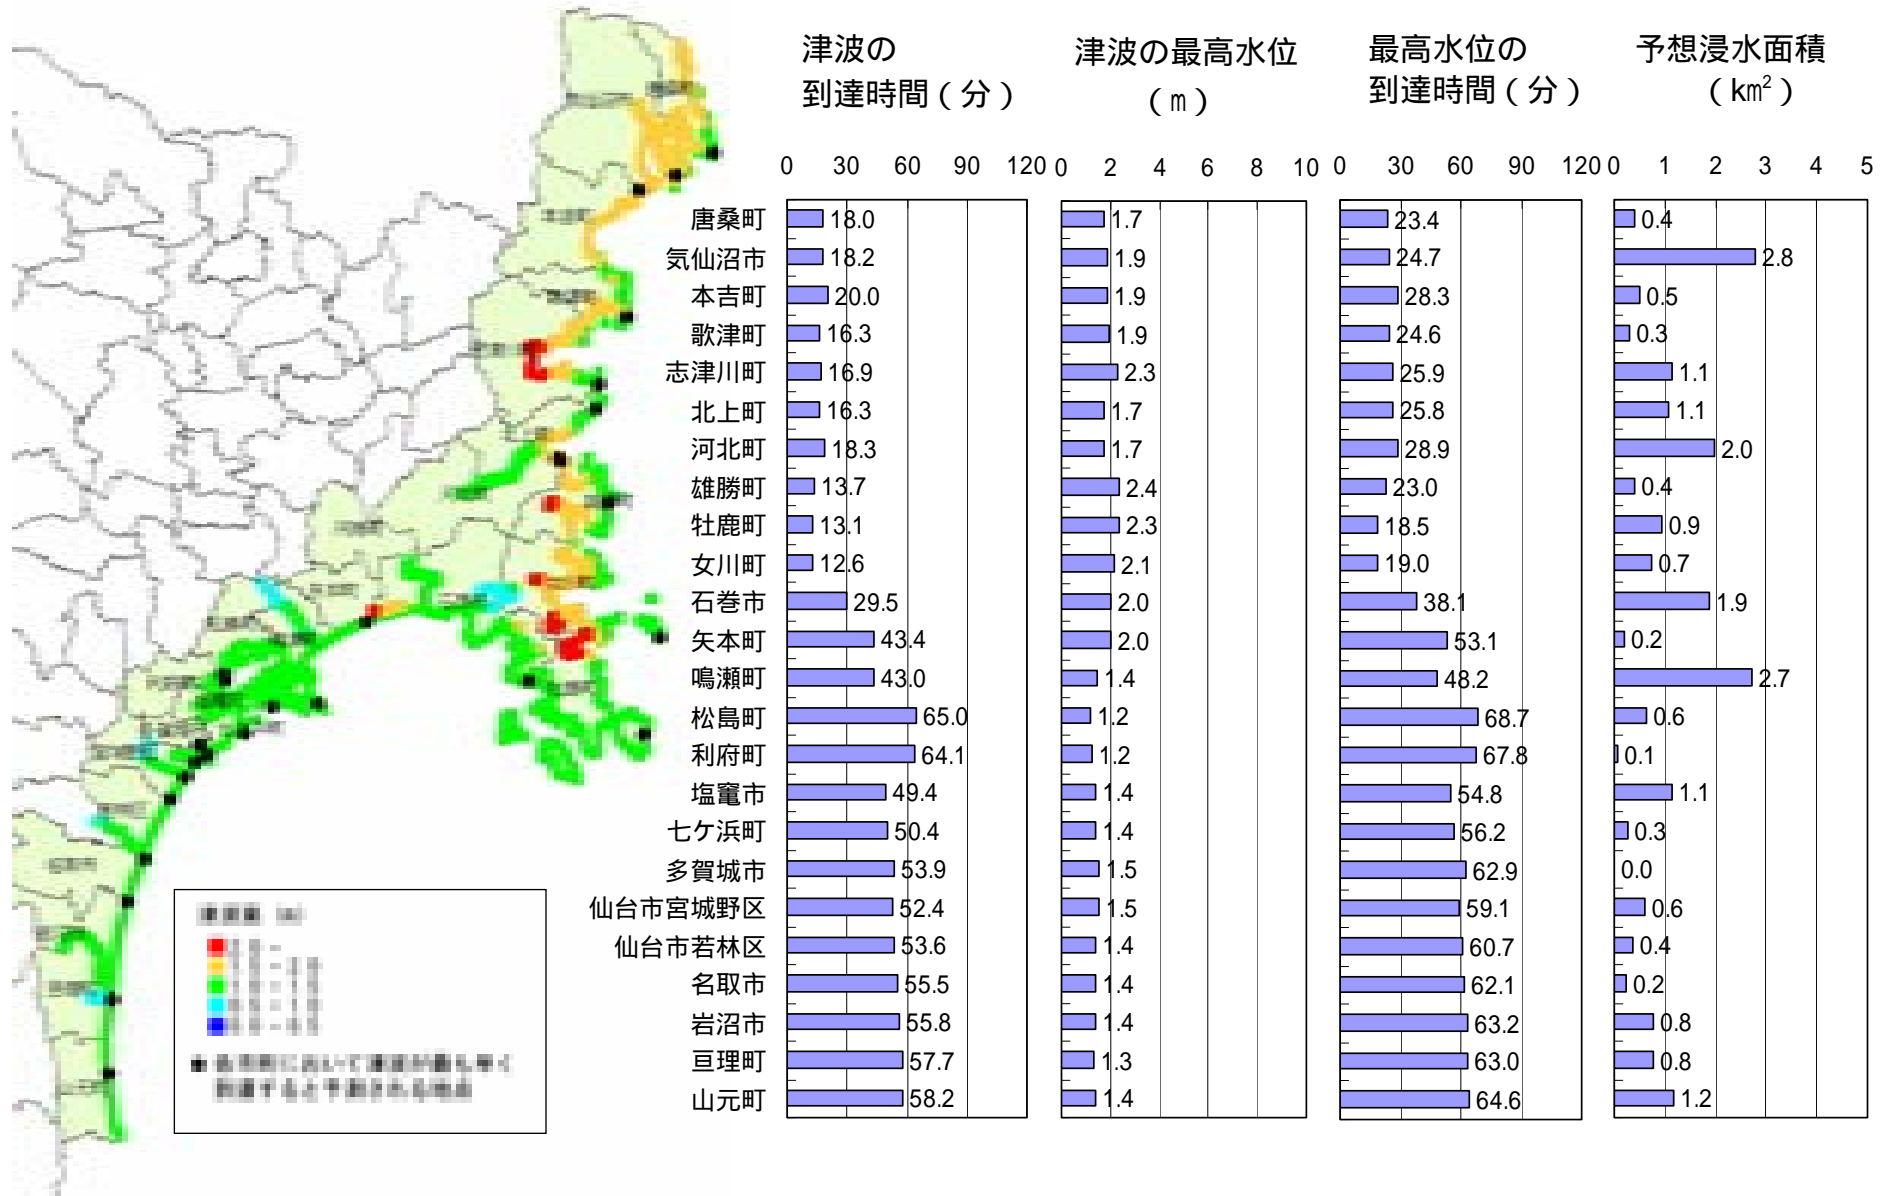 津波の
到達時間（分）
津波の最高水位
（ｍ）
最高水位の
到達時間（分）
予想浸水面積
（k㎡）
0 30 60 90 120 0 2 4 6 8 10 0 30 60 90 120 0 1 2 3 4 5
唐桑町 18.0 1.7 23.4 0.4
気仙沼市 18.2 1.9 24.7 2.8
本吉町 20.0 1.9 28.3 0.5
歌津町 16.3 1.9 24.6 0.3
志津川町 16.9 2.3 25.9 1.1
北上町 16.3 1.7 25.8 1.1
河北町 18.3 1.7 28.9 2.0
雄勝町 13.7 2.4 23.0 0.4
牡鹿町 13.1 2.3 18.5 0.9
女川町 12.6 2.1 19.0 0.7
石巻市 29.5 2.0 38.1 1.9
矢本町 43.4 2.0 53.1 0.2
鳴瀬町 43.0 1.4 48.2 2.7
松島町 65.0 1.2 68.7 0.6
利府町 64.1 1.2 67.8 0.1
塩竈市 49.4 1.4 54.8 1.1
七ケ浜町 50.4 1.4 56.2 0.3
多賀城市 53.9 1.5 62.9 0.0
仙台市宮城野区 52.4 1.5 59.1 0.6
仙台市若林区 53.6 1.4 60.7 0.4
名取市 55.5 1.4 62.1 0.2
岩沼市 55.8 1.4 63.2 0.8
亘理町 57.7 1.3 63.0 0.8
山元町 58.2 1.4 64.6 1.2